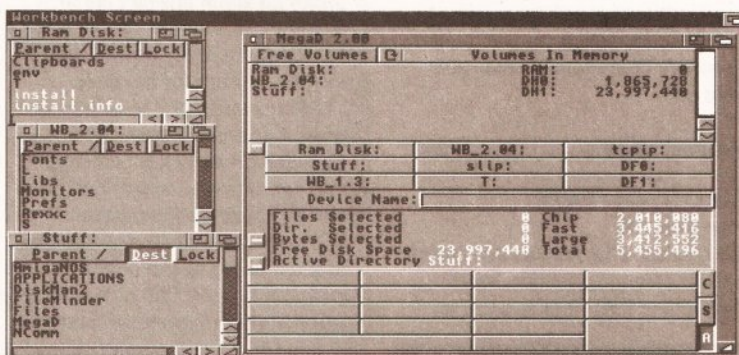 Workbench Screen
Ram Disk:
Parent / Dest Lock
Clipboards
env
T
install
install.info
< >
WB_2.04:
Parent / Dest Lock
Fonts
L
Libs
Monitors
Prefs
Rexxc
S
Stuff:
Parent / Dest Lock
AmigaNOS
APPLICATIONS
DiskMan2
FileMinder
Files
MegaD
NComm
< >
MegaD 2.00
Free Volumes Volumes In Memory
Ram Disk: RAM: 0
WB_2.04: DH0: 1,865,728
Stuff: DH1: 23,997,440
Ram Disk: WB_2.04: tcpip:
Stuff: slip: DF0:
WB_1.3: T: DF1:
Device Name:
Files Selected 0 Chip 2,010,080
Dir. Selected 0 Fast 3,445,416
Bytes Selected 0 Large 3,412,552
Free Disk Space 23,997,440 Total 5,455,496
Active Directory Stuff:
C
S
A